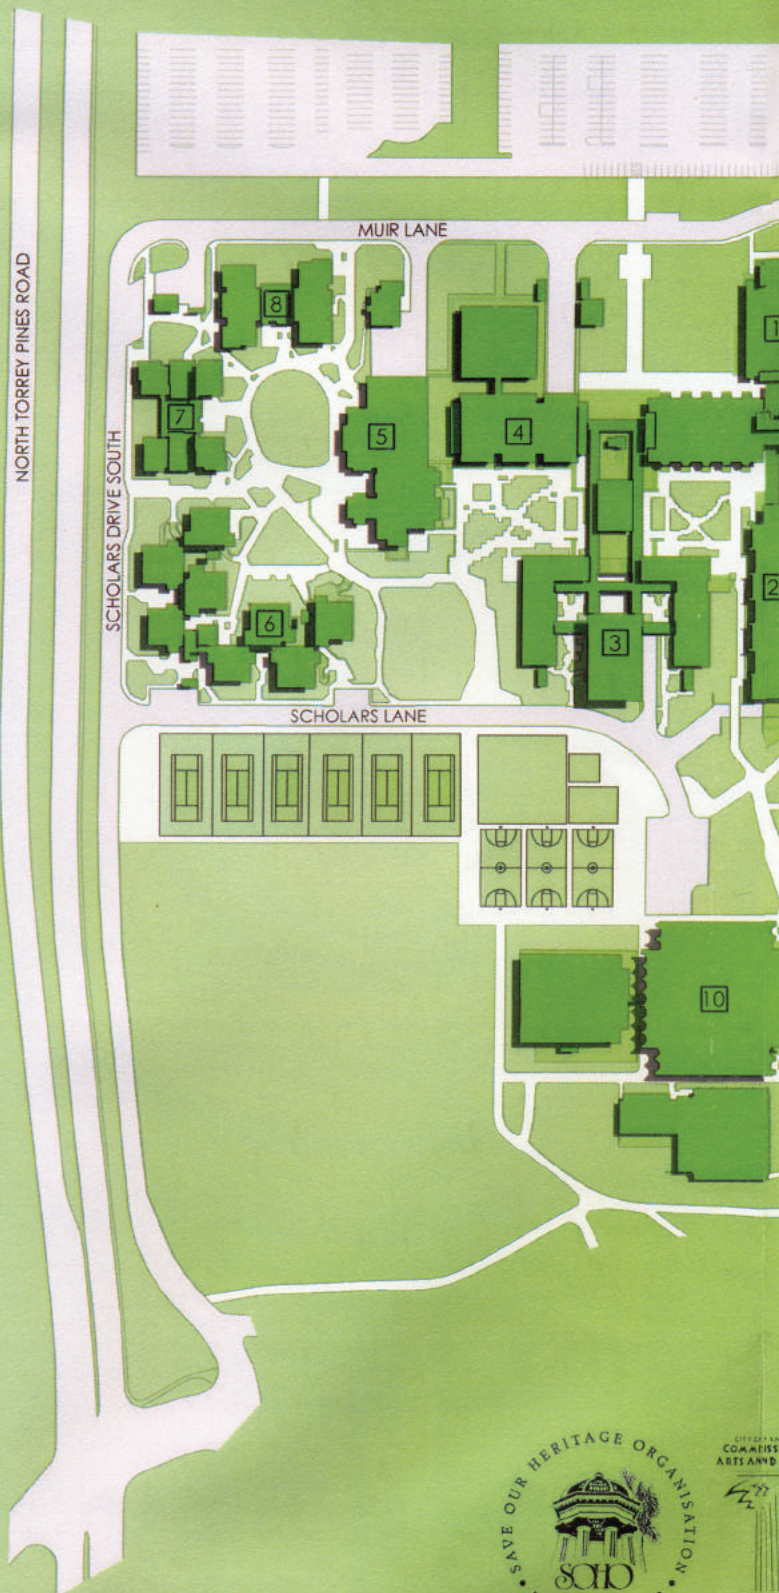 MUIR LANE
NORTH TORREY PINES ROAD
SCHOLARS DRIVE SOUTH
8
1
7
5
4
2
6
3
SCHOLARS LANE
10
SAVE OUR HERITAGE ORGANISATION
SOHO
COMMISS
ARTS AND